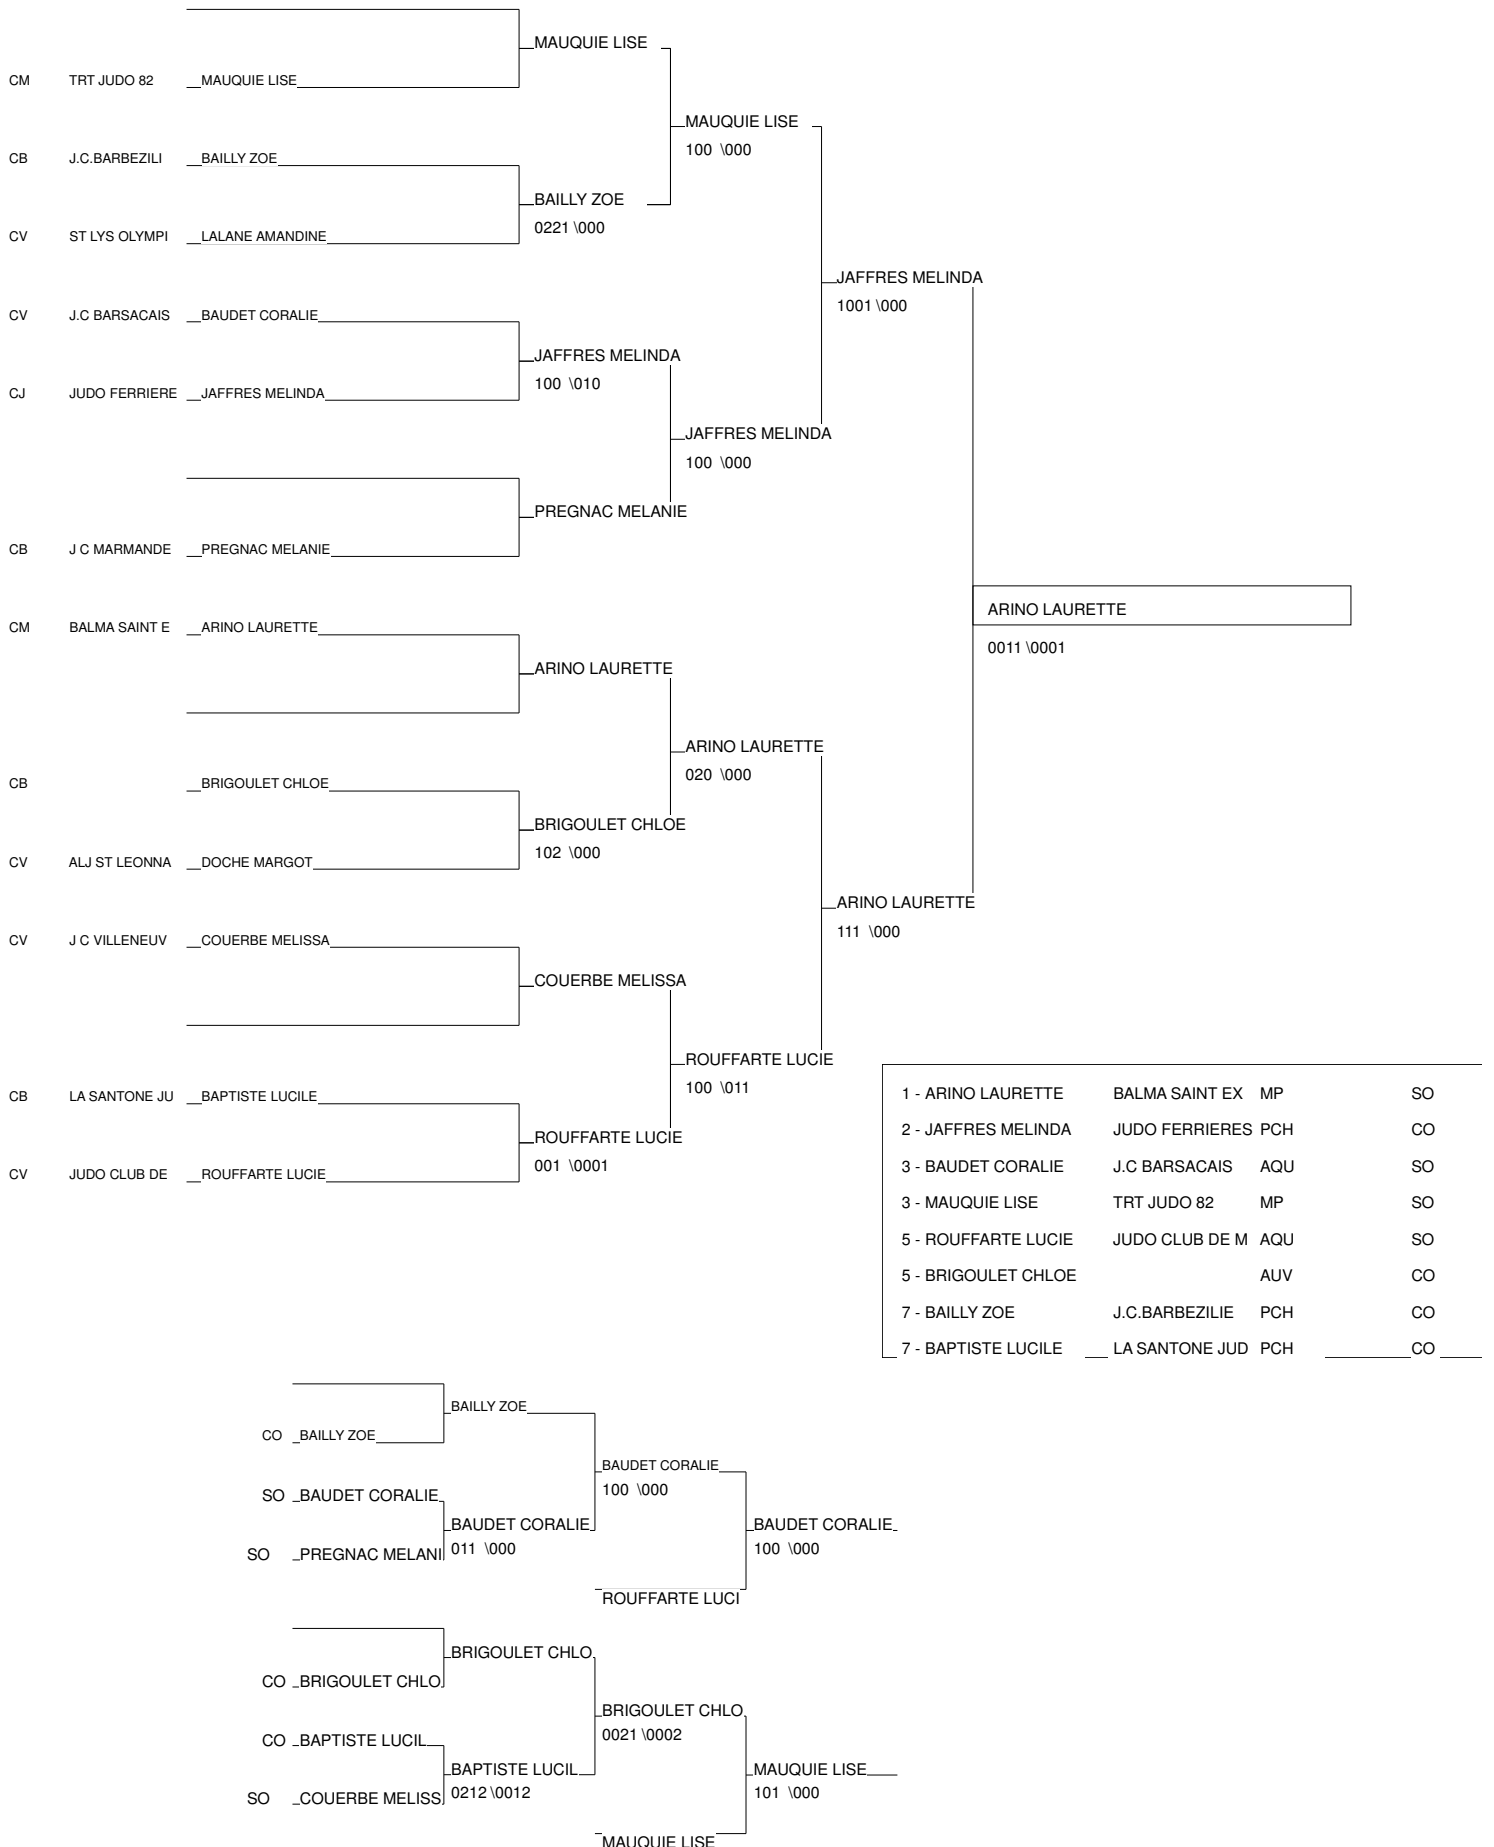 MAUQUIE LISE
CM TRT JUDO 82 MAUQUIE LISE
MAUQUIE LISE
100 \000
CB J.C.BARBEZILI BAILLY ZOE
BAILLY ZOE
0221 \000
CV ST LYS OLYMPI LALANE AMANDINE
JAFFRES MELINDA
1001 \000
CV J.C BARSACAIS BAUDET CORALIE
JAFFRES MELINDA
100 \010
CJ JUDO FERRIERE JAFFRES MELINDA
JAFFRES MELINDA
100 \000
PREGNAC MELANIE
CB J C MARMANDE PREGNAC MELANIE
ARINO LAURETTE
0011 \0001
CM BALMA SAINT E ARINO LAURETTE
ARINO LAURETTE
ARINO LAURETTE
020 \000
CB BRIGOULET CHLOE
BRIGOULET CHLOE
102 \000
CV ALJ ST LEONNA DOCHE MARGOT
ARINO LAURETTE
111 \000
CV J C VILLENEUV COUERBE MELISSA
COUERBE MELISSA
ROUFFARTE LUCIE
100 \011
CB LA SANTONE JU BAPTISTE LUCILE
ROUFFARTE LUCIE
001 \0001
CV JUDO CLUB DE ROUFFARTE LUCIE
1 - ARINO LAURETTE BALMA SAINT EX MP SO
2 - JAFFRES MELINDA JUDO FERRIERES PCH CO
3 - BAUDET CORALIE J.C BARSACAIS AQU SO
3 - MAUQUIE LISE TRT JUDO 82 MP SO
5 - ROUFFARTE LUCIE JUDO CLUB DE M AQU SO
5 - BRIGOULET CHLOE AUV CO
7 - BAILLY ZOE J.C.BARBEZILIE PCH CO
7 - BAPTISTE LUCILE LA SANTONE JUD PCH CO
BAILLY ZOE
CO BAILLY ZOE
BAUDET CORALIE
100 \000
SO BAUDET CORALIE
BAUDET CORALIE
011 \000
BAUDET CORALIE
100 \000
SO PREGNAC MELANI
ROUFFARTE LUCI
BRIGOULET CHLO
CO BRIGOULET CHLO
BRIGOULET CHLO
0021 \0002
CO BAPTISTE LUCIL
BAPTISTE LUCIL
0212 \0012
MAUQUIE LISE
101 \000
SO COUERBE MELISS
MAUQUIE LISE